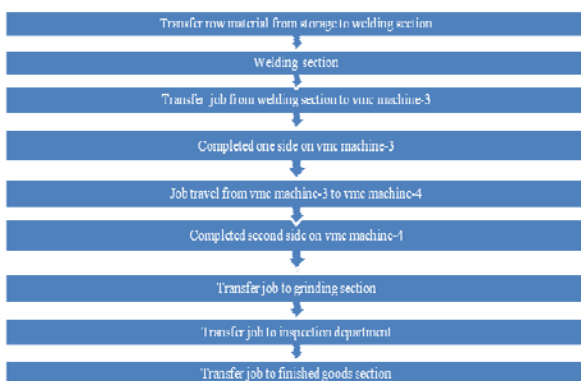 Transfer row material from storage to welding section
Welding section
Transfer job from welding section to vmc machine-3
Completed one side on vmc machine-3
Job travel from vmc machine-3 to vmc machine-4
Completed second side on vmc machine-4
Transfer job to grinding section
Transfer job to inspection department
Transfer job to finished goods section